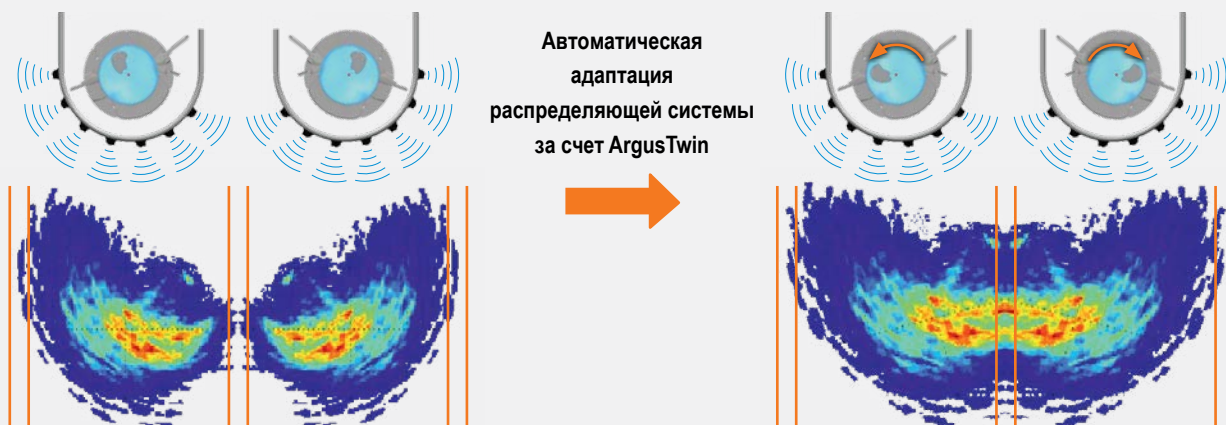 Автоматическая
адаптация
распределяющей системы
за счет ArgusTwin